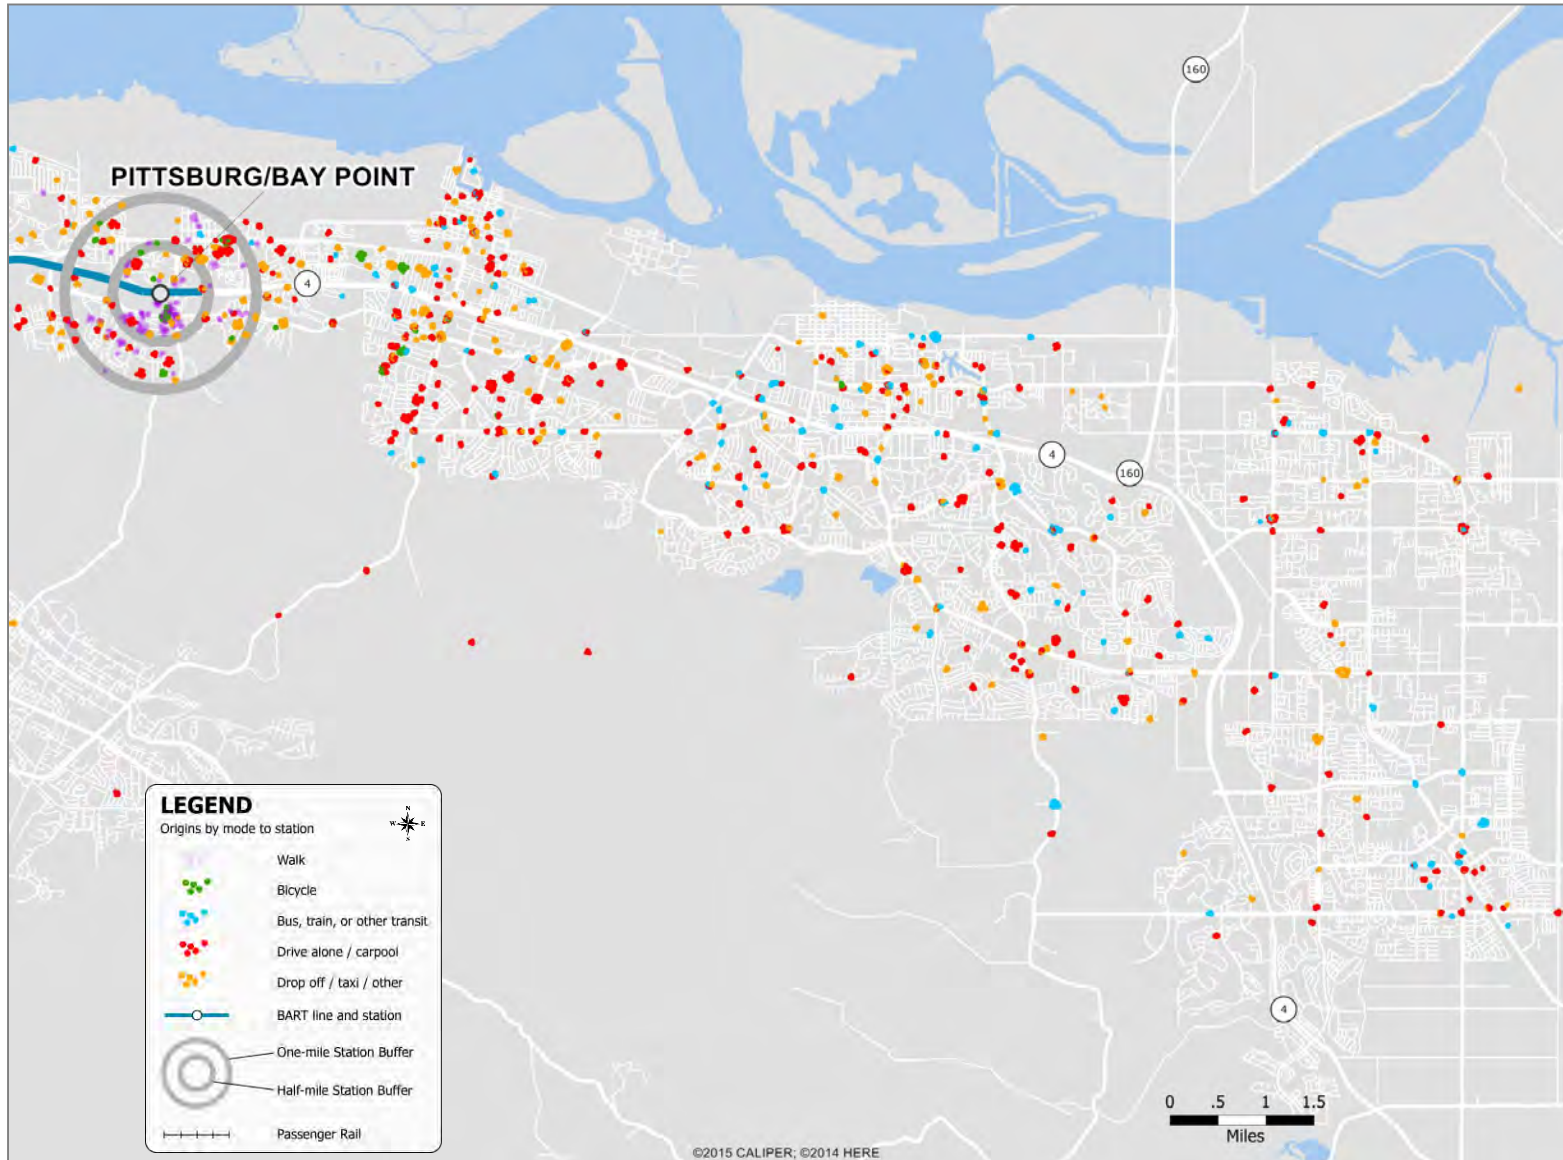 160
PITTSBURG/BAY POINT
4
4
160
LEGEND
Origins by mode to station
N
W E
S
Walk
Bicycle
Bus, train, or other transit
Drive alone / carpool
Drop off / taxi / other
BART line and station
One-mile Station Buffer
Half-mile Station Buffer
Passenger Rail
4
0 .5 1 1.5
Miles
©2015 CALIPER; ©2014 HERE